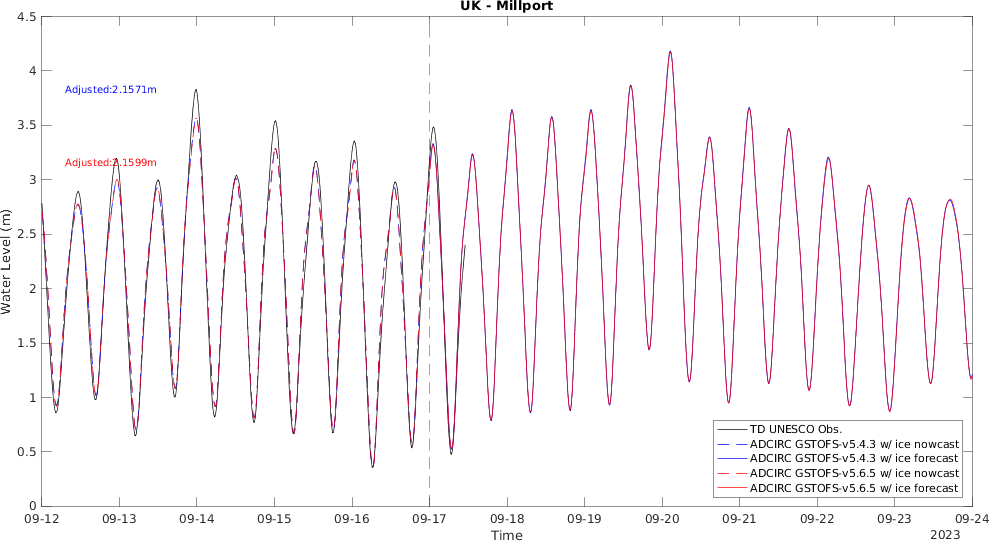 UK - Millport
4.5
4
3.5
3
2.5
2
1.5
1
0.5
0
Water Level (m)
Adjusted:2.1571m
Adjusted:2.1599m
TD UNESCO Obs.
ADCIRC GSTOFS-v5.4.3 w/ ice nowcast
ADCIRC GSTOFS-v5.4.3 w/ ice forecast
ADCIRC GSTOFS-v5.6.5 w/ ice nowcast
ADCIRC GSTOFS-v5.6.5 w/ ice forecast
09-12 09-13 09-14 09-15 09-16 09-17 09-18 09-19 09-20 09-21 09-22 09-23 09-24
Time
2023